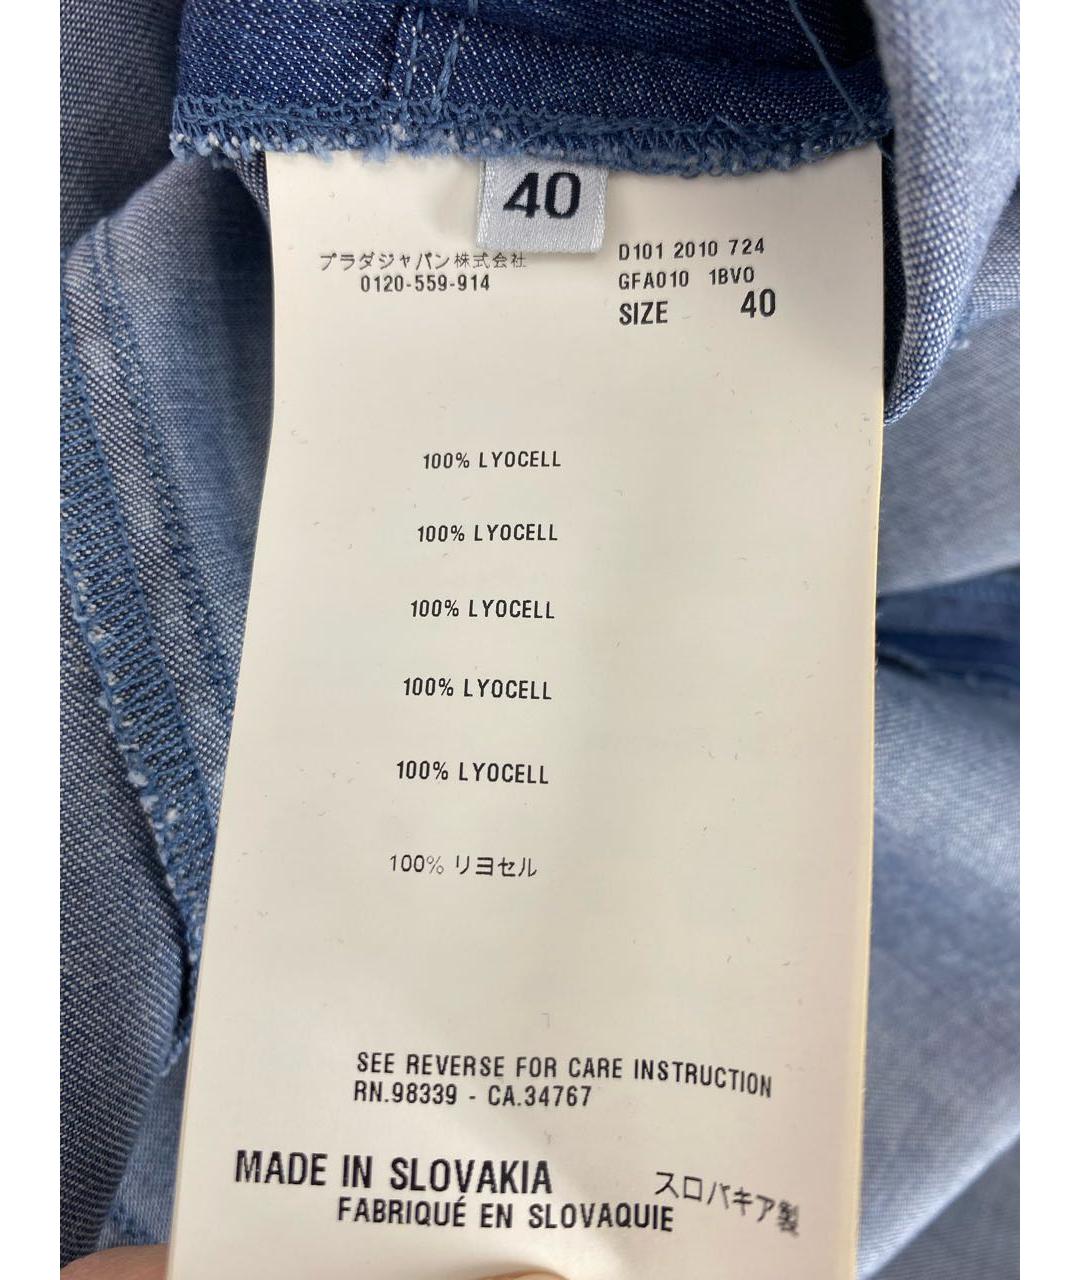 40
プラダジャパン株式会社
0120-559-914
D101 2010 724
GFA010 1BVO
SIZE 40
100% LYOCELL
100% LYOCELL
100% LYOCELL
100% LYOCELL
100% LYOCELL
100% リヨセル
SEE REVERSE FOR CARE INSTRUCTION
RN.98339 - CA.34767
MADE IN SLOVAKIA
スロバキア製
FABRIQUÉ EN SLOVAQUIE